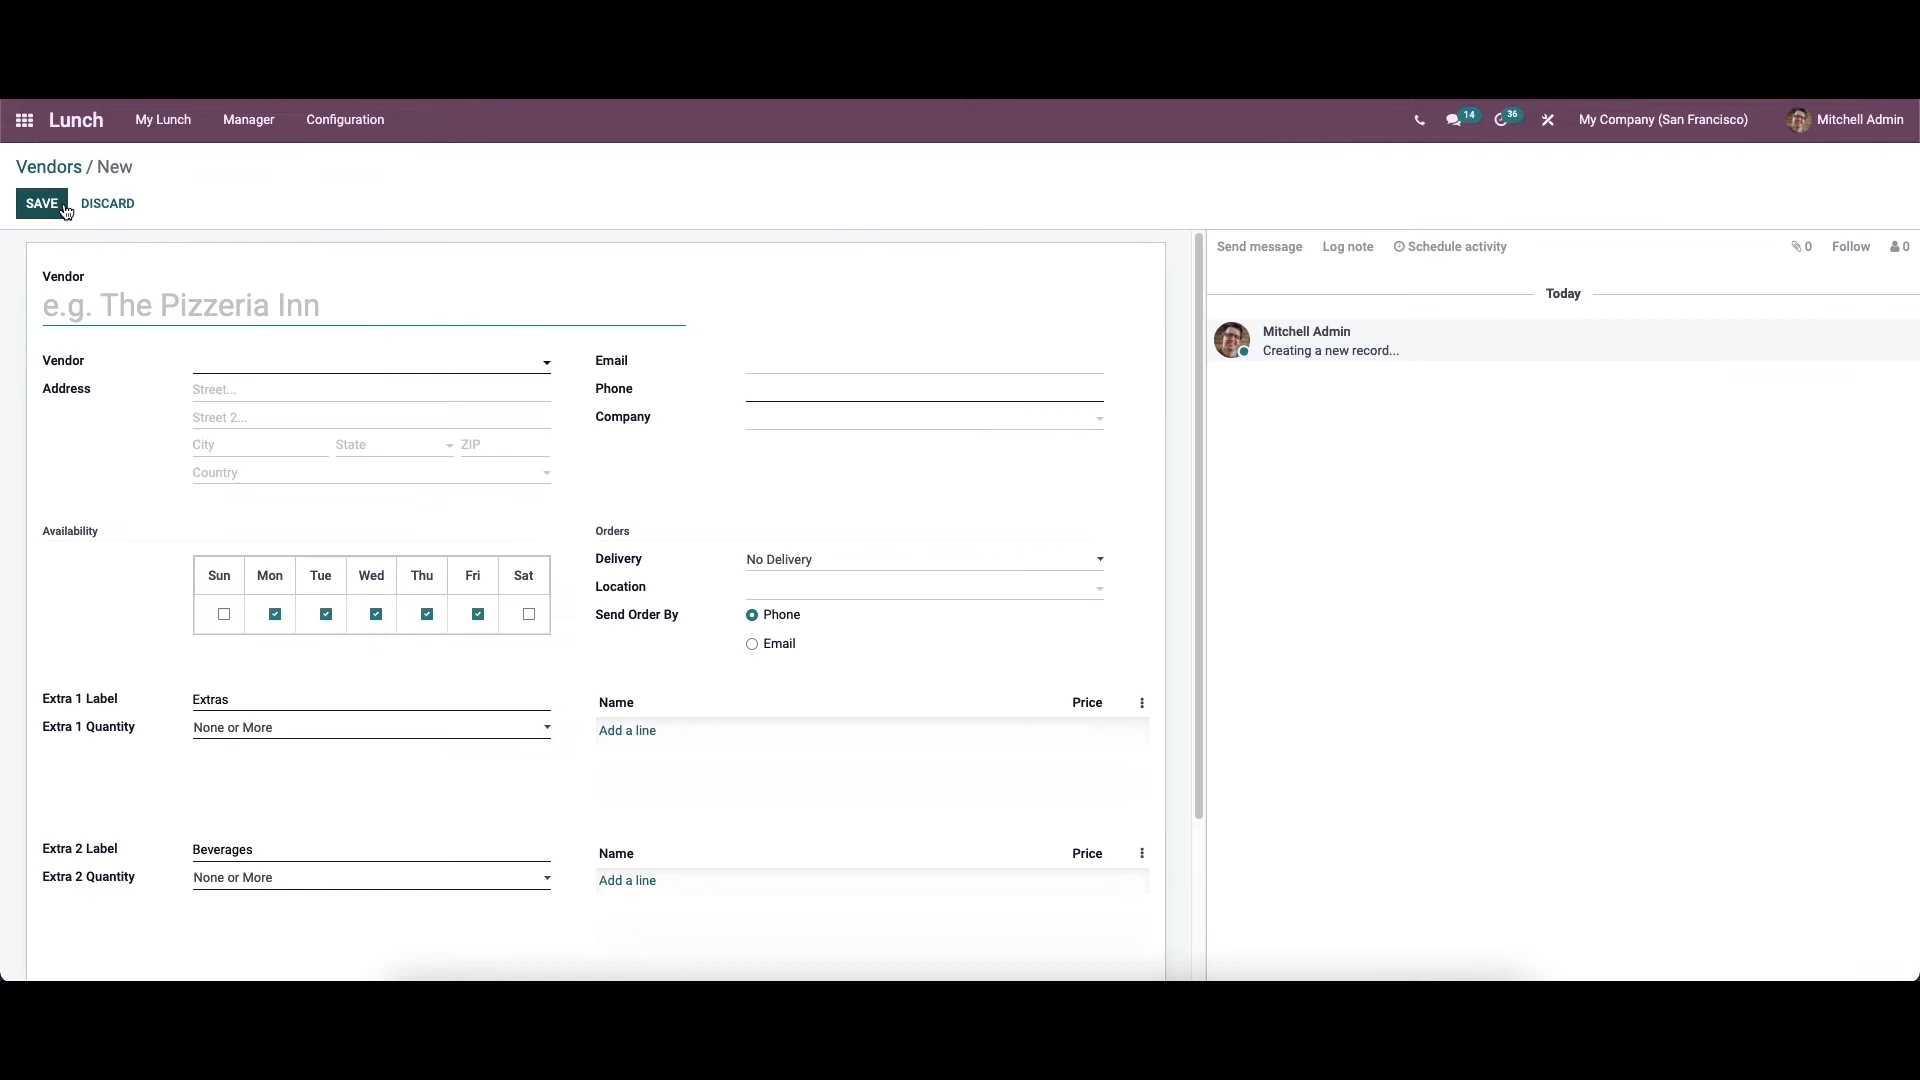 Lunch My Lunch Manager Configuration 14 36 My Company (San Francisco) Mitchell Admin
Vendors / New
SAVE DISCARD
Send message Log note Schedule activity 0 Follow 0
Today
Mitchell Admin
Creating a new record...
Vendor
e.g. The Pizzeria Inn
Vendor
Address Street...
Street 2...
City State ZIP
Country
Email
Phone
Company
Availability
Sun Mon Tue Wed Thu Fri Sat
Orders
Delivery No Delivery
Location
Send Order By Phone
Email
Extra 1 Label Extras
Extra 1 Quantity None or More
Name Price
Add a line
Extra 2 Label Beverages
Extra 2 Quantity None or More
Name Price
Add a line